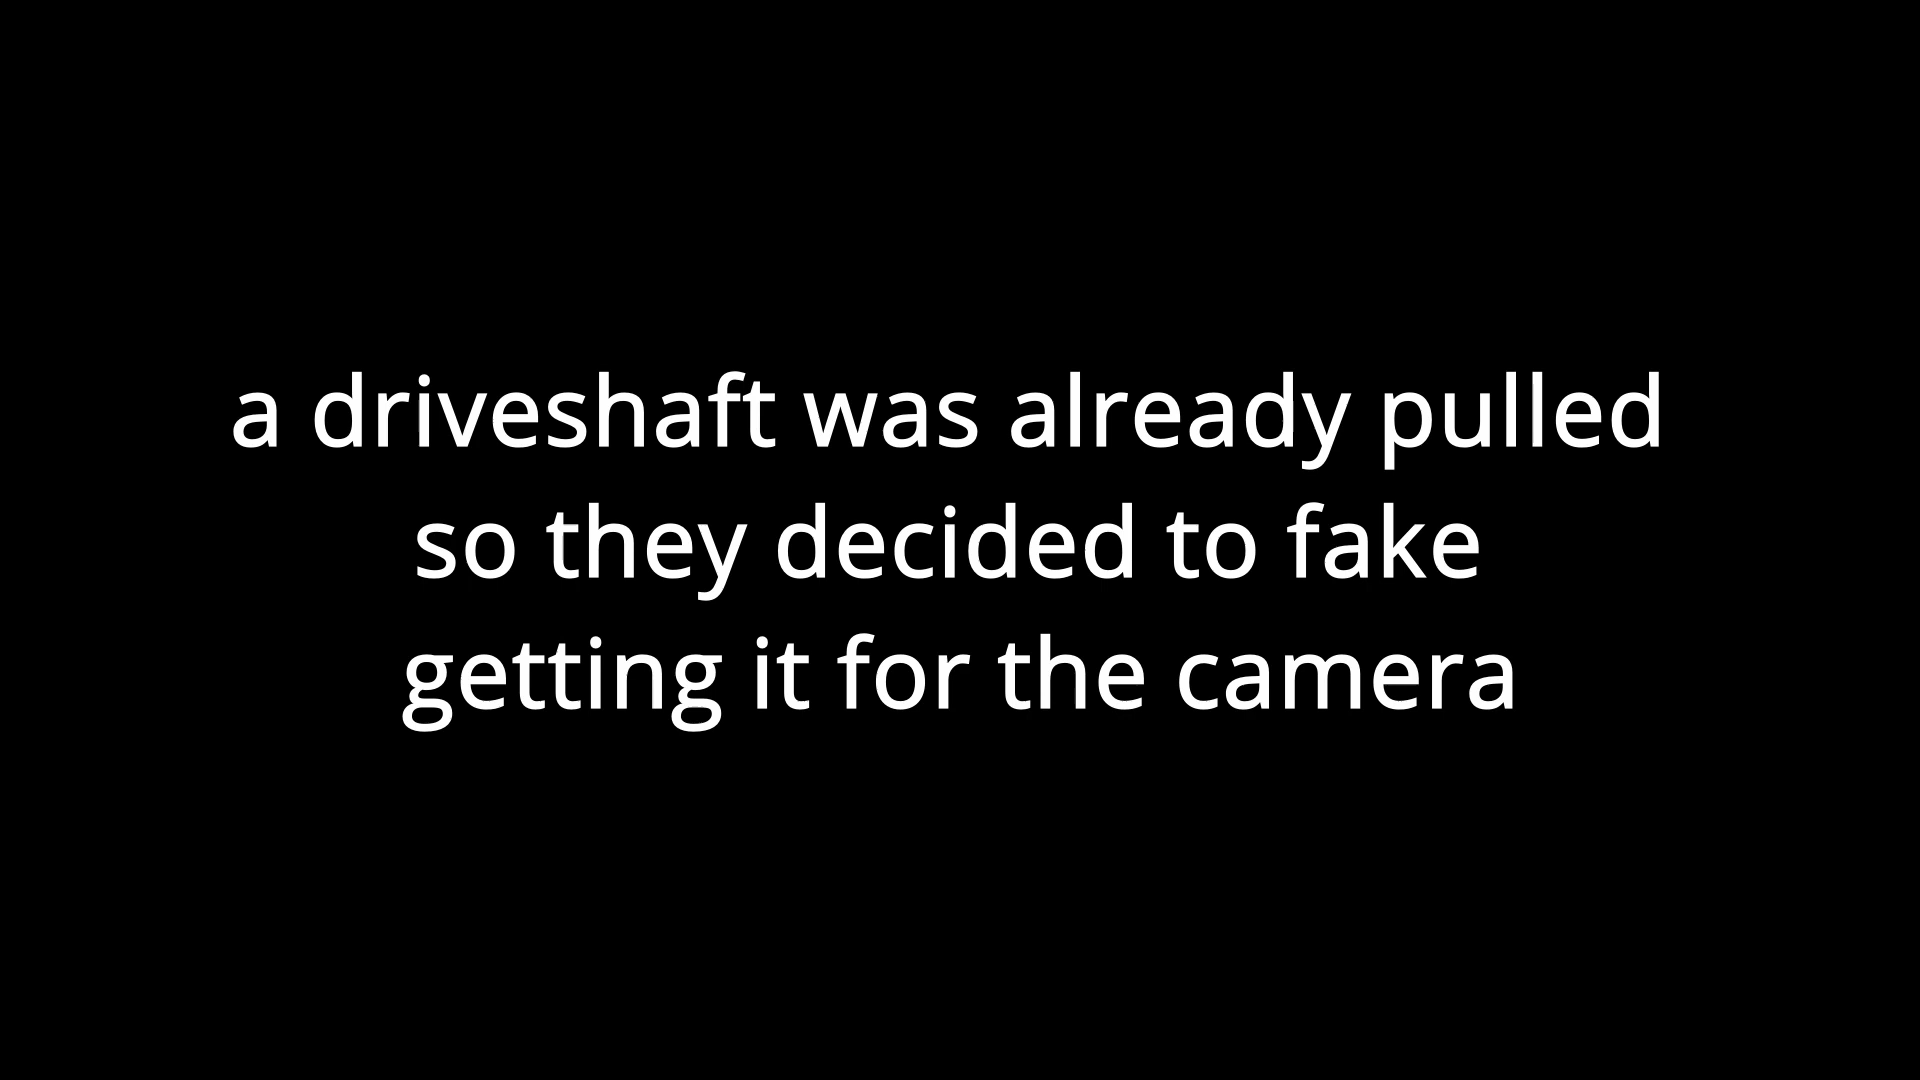 a driveshaft was already pulled
so they decided to fake
getting it for the camera